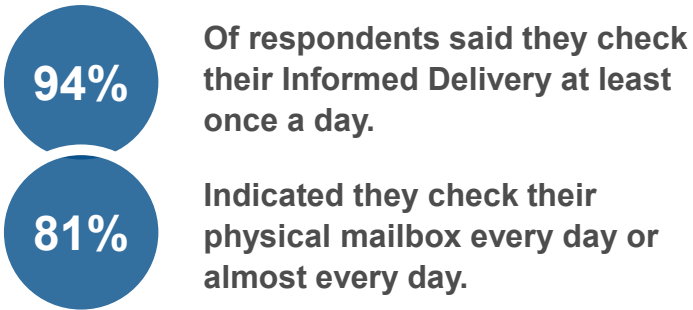 94%
Of respondents said they check
their Informed Delivery at least
once a day.
81%
Indicated they check their
physical mailbox every day or
almost every day.